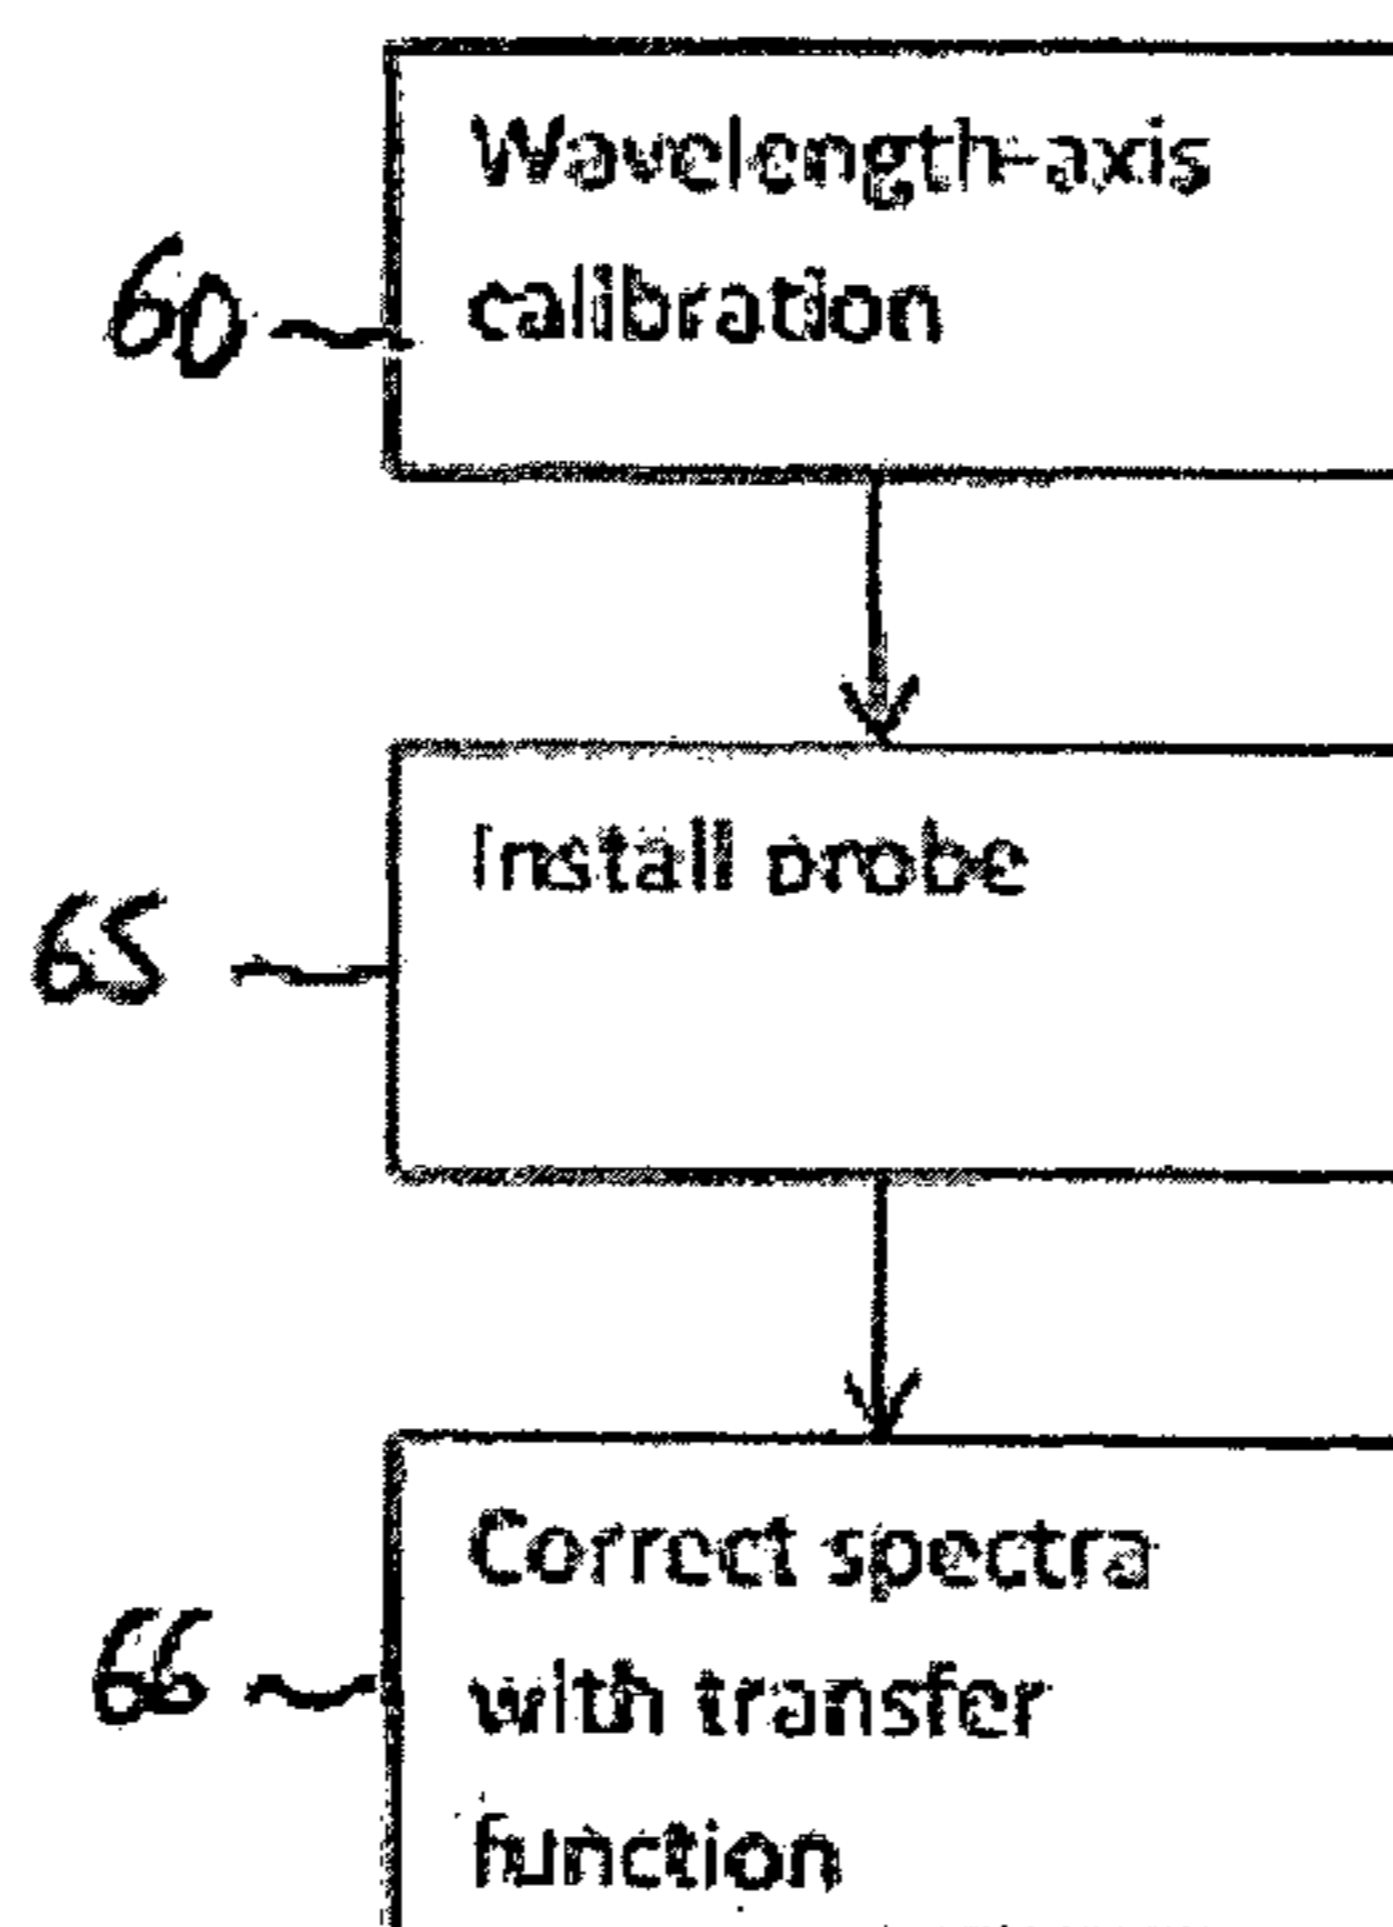 Wavelength-axis
calibration
60
Install probe
65
Correct spectra
with transfer
function
66